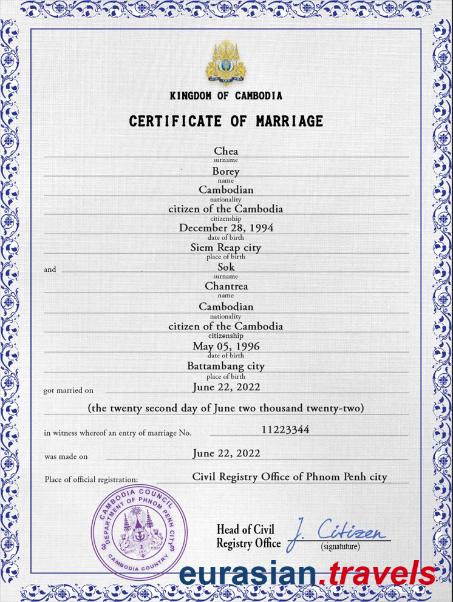 KINGDOM OF CAMBODIA
CERTIFICATE OF MARRIAGE
Chea
surname
Borey
name
Cambodian
nationality
citizen of the Cambodia
citizenship
December 28, 1994
date of birth
Siem Reap city
place of birth
and Sok
surname
Chantrea
name
Cambodian
nationality
citizen of the Cambodia
citizenship
May 05, 1996
date of birth
Battambang city
place of birth
got married on June 22, 2022
(the twenty second day of June two thousand twenty-two)
in witness whereof an entry of marriage No. 11223344
was made on June 22, 2022
Place of official registration: Civil Registry Office of Phnom Penh city
CAMBODIA COUNCIL
DEPARTMENT OF PHNOM PENH CITY
CAMBODIA COUNTRY
Head of Civil
Registry Office
J. Citizen
(signatuture)
eurasian.travels